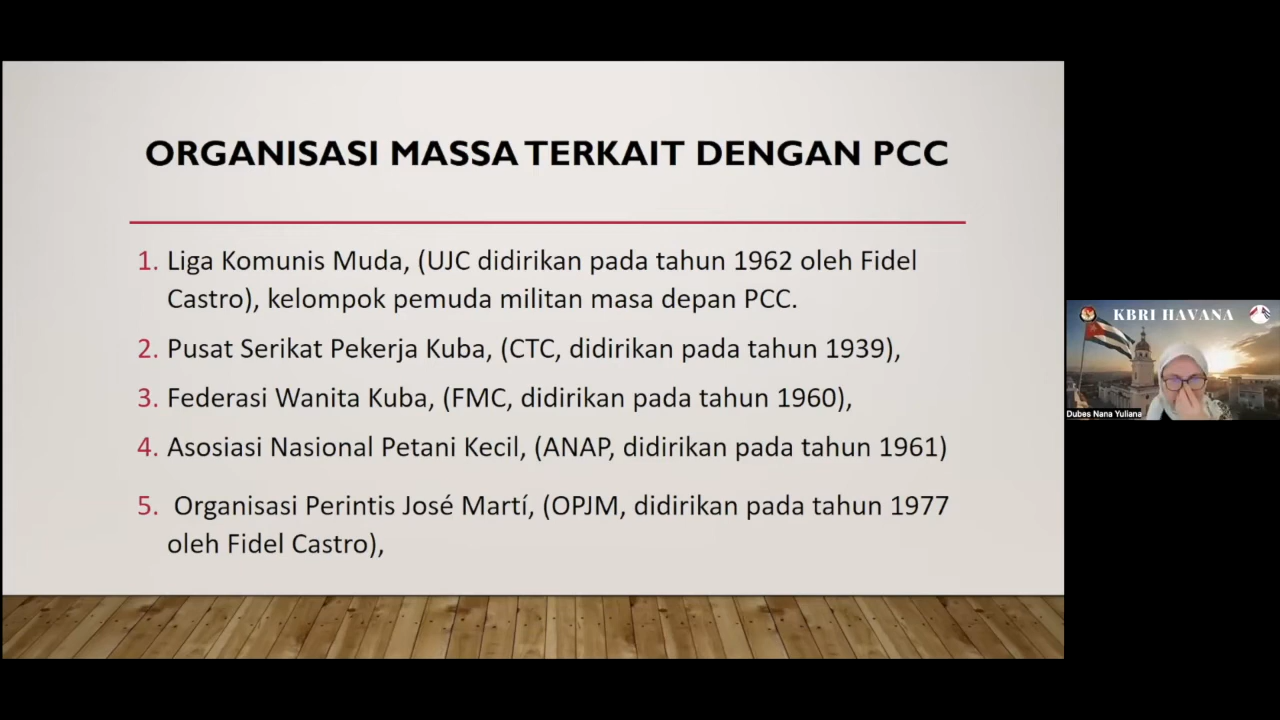 ORGANISASI MASSA TERKAIT DENGAN PCC
1. Liga Komunis Muda, (UJC didirikan pada tahun 1962 oleh Fidel
Castro), kelompok pemuda militan masa depan PCC.
2. Pusat Serikat Pekerja Kuba, (CTC, didirikan pada tahun 1939),
3. Federasi Wanita Kuba, (FMC, didirikan pada tahun 1960),
4. Asosiasi Nasional Petani Kecil, (ANAP, didirikan pada tahun 1961)
5. Organisasi Perintis José Martí, (OPJM, didirikan pada tahun 1977
oleh Fidel Castro),
KBRI HAVANA
Dubes Nana Yuliana